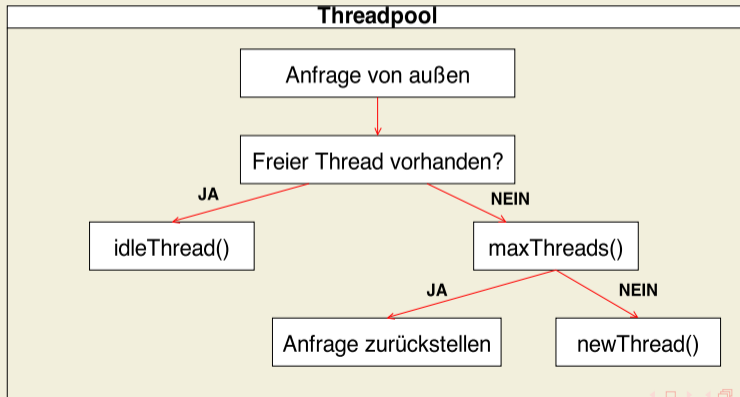 Threadpool
Anfrage von außen
Freier Thread vorhanden?
JA
NEIN
idleThread()
maxThreads()
JA
NEIN
Anfrage zurückstellen
newThread()